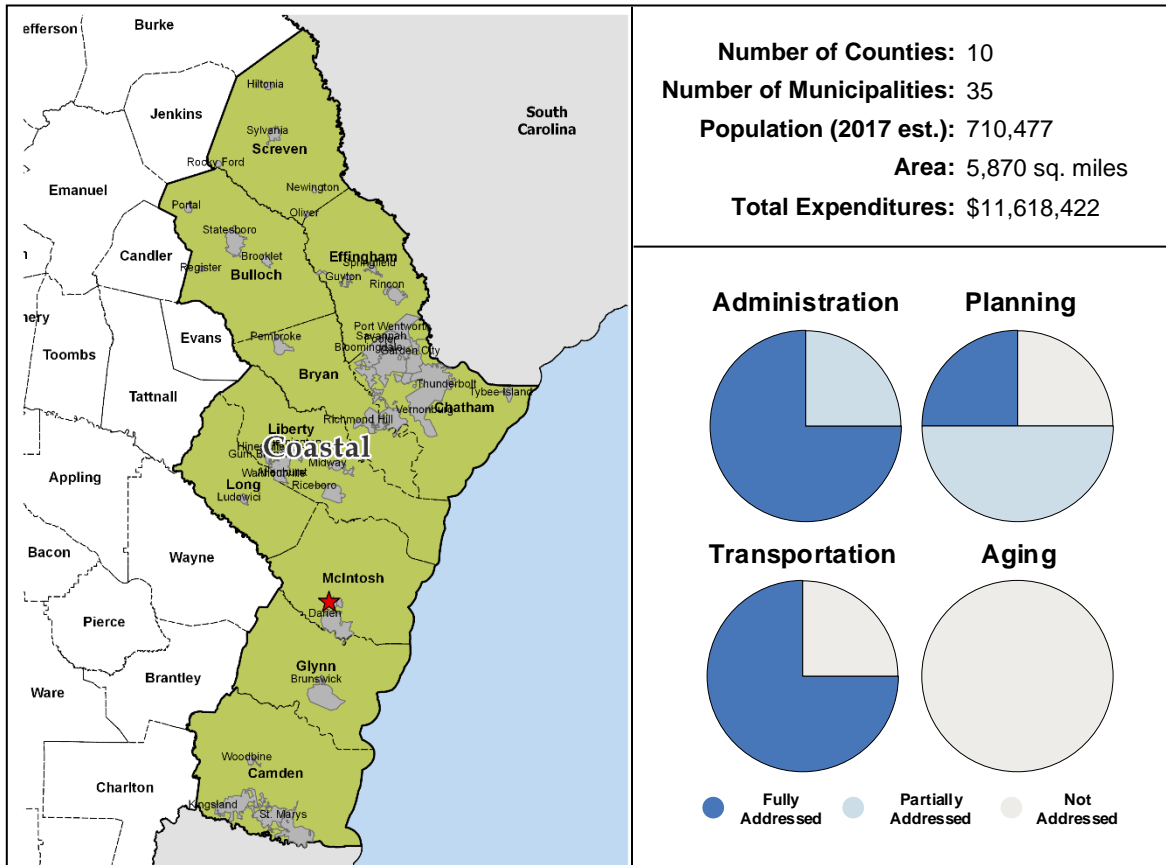 efferson
Burke
Jenkins
Emanuel
Candler
Evans
nery
Toombs
Tattnall
Appling
Bacon
Wayne
Pierce
Brantley
Ware
Charlton
South
Carolina
Hiltonia
Sylvania
Screven
Rocky Ford
Newington
Oliver
Portal
Statesboro
Brooklet
Register
Bulloch
Effingham
Springfield
Guyton
Rincon
Port Wentworth
Savannah
Pooler
Bloomingdale
Garden City
Pembroke
Bryan
Thunderbolt
Tybee Island
Chatham
Vernonburg
Richmond Hill
Liberty
Coastal
Midway
Walthourville
Riceboro
Long
Ludowici
McIntosh
Darien
Glynn
Brunswick
Woodbine
Camden
Kingsland
St. Marys
Number of Counties: 10
Number of Municipalities: 35
Population (2017 est.): 710,477
Area: 5,870 sq. miles
Total Expenditures: $11,618,422
Administration
Planning
Transportation
Aging
Fully
Addressed
Partially
Addressed
Not
Addressed